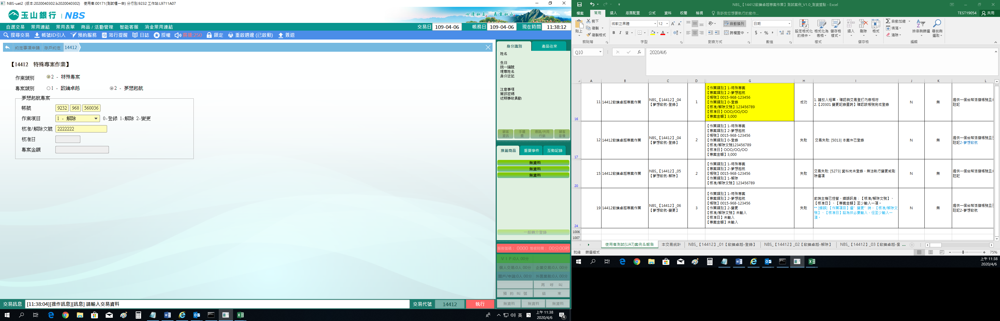 NBS-uat2 (版本:2020040302.b2020040302) 使用者:00171(測試櫃一幸) 分行別:9232 工作站:L9711A07
玉山銀行 | NBS
心清如玉，義重如山。
自選交易 常用連結 常用表單 商品 / 活動管理 智能客服 消金常用連結
交易日 109-04-06 帳務日 109-04-06 現在時間 11:38:12
搜尋交易 帳號ID引入 預約服務 蒞行提醒 日誌 授權 廣播:250 鎖定 重啟週邊 (已啟動) 簽退
約定事項申請 存戶約定 14412
【14412 特殊專案作業】
作業類別 2 - 特殊專案
專案類別 1 - 啟鑰卓越 2 - 夢想起航
夢想起航專案
帳號 9232 968 560036
作業項目 1 - 解除 0-登錄 1-解除 2-變更
核准/解除文號 2222222
核准日
專案金額
身分識別 產品往來
姓名
生日
統一編號
理專姓名
身分註記
注意事項
簡訊密碼
近期事故異動
顧客資訊 手續費 通路/共同行銷 顧客影像
推薦商品 重要事件 互動記錄
無資料
無資料
無資料
一般轉介登錄
服務號碼： 0000 等候時間： 00分00秒
V I P:0人 00分
個人交易:0人 00分 企業交易:0人 00分
開戶/申請:0人 00分 外匯業務:0人 00分
再 呼 叫
預 約 叫 號 結 束
無資料 無資料 無資料
交易訊息 [11:38:04][操作訊息][訊息] 請輸入交易資料 交易代號 14412 執行
英
上午 11:38
2020/4/6
4
NBS_【14412啟鑰卓越專案作業】測試案例_V1.0_測資盤點 - Excel
檔案 常用 插入 版面配置 公式 資料 校閱 檢視 告訴我您想要執行的動作... TEST19054 共用
貼上 剪下 複製 複製格式
微軟正黑體 12
B I U
自動換列 跨欄置中
日期
$ % ,
設定格式化的條件 格式化為表格 儲存格樣式
插入 刪除 格式
自動加總 填滿 清除
排序與篩選 尋找與選取
剪貼簿 字型 對齊方式 數值 樣式 儲存格 編輯
Q10 fx 2020/4/6
A B C D G H I J K L
16
11 14412啟鑰卓越專案作業
NBS_【14412】_04
【夢想啟航-登錄】
1
【作業類別】1-特殊專案
【專案類別】2-夢想起航
【帳號】0015-968-123456
【作業類別】0-登錄
【核准/解除文號】123456789
【核准日】OOO/OO/OO
【專案金額】3,000
成功
1. 請放入短單，確認與交易登打內容相符
2.【20301 變更記錄查詢】確認該帳號完成登錄
N 無
提供一個台幣活儲帳號且未
註記
17
12 14412啟鑰卓越專案作業
NBS_【14412】_04
【夢想啟航-登錄】
2
【作業類別】1-特殊專案
【專案類別】2-夢想起航
【帳號】0015-968-123456
【作業類別】0-登錄
【核准/解除文號123456789
【核准日】OOO/OO/OO
【專案金額】3,000
失敗
交易失敗: [5013] 本案件已登錄
N 無
提供一個台幣活儲帳號且已
註記2-夢想啟航
20
15 14412啟鑰卓越專案作業
NBS_【14412】_05
【夢想啟航-解除】
2
【作業類別】1-特殊專案
【專案類別】2-夢想起航
【帳號】0015-968-123456
【作業類別】1-解除
【核准/解除文號】123456789
失敗
交易失敗: [5273] 資料尚未登錄，無法執行變更或刪
除選項
N 無
提供一個台幣活儲帳號且未
註記
24
19 14412啟鑰卓越專案作業
NBS_【14412】_06
【夢想啟航-變更】
3
【作業類別】1-特殊專案
【專案類別】2-夢想起航
【帳號】0015-968-123456
【作業類別】2-變更
【核准/解除文號】未輸入
【核准日】未輸入
【專案金額】未輸入
失敗
前端主機已控管，錯誤訊息：【核准/解除文號】、
【核准日】、【專案金額】至少輸入一項。
** [錯誤]【作業項目】選”變更”時，【核准/解除文
號】、【核准日】設為非必要輸入，但至少輸入一
項。
N 無
提供一個台幣活儲帳號且已
註記2-夢想啟航
1006
1007
使用者測試(UAT)案例＆報告 本交易統計 NBS_【14412】_01【啟鑰卓越-登錄】 NBS_【14412】_02【啟鑰卓越-解除】 NBS_【14412】_03【啟鑰卓越-變 ...
就緒 篩選模式 75%
上午 11:38
2020/4/6